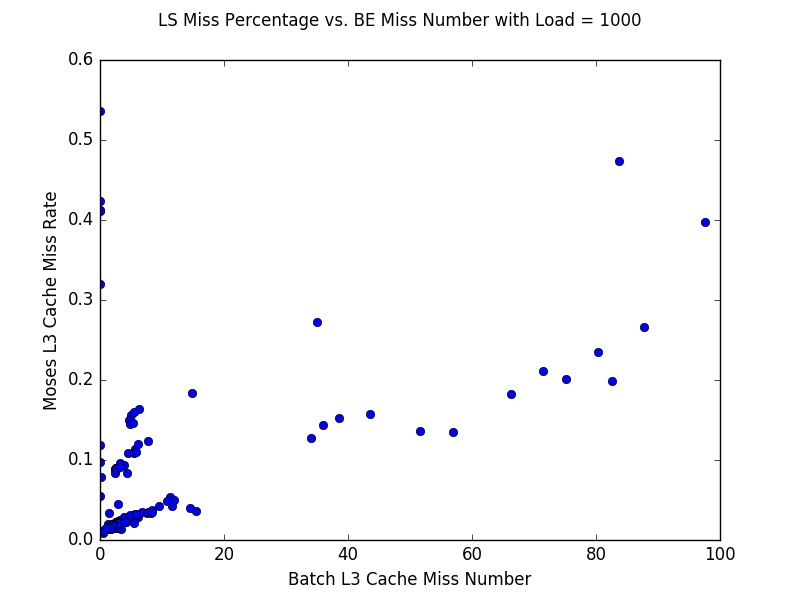 LS Miss Percentage vs. BE Miss Number with Load = 1000
0.6
0.5
0.4
0.3
0.2
0.1
0.0
Moses L3 Cache Miss Rate
0 20 40 60 80 100
Batch L3 Cache Miss Number